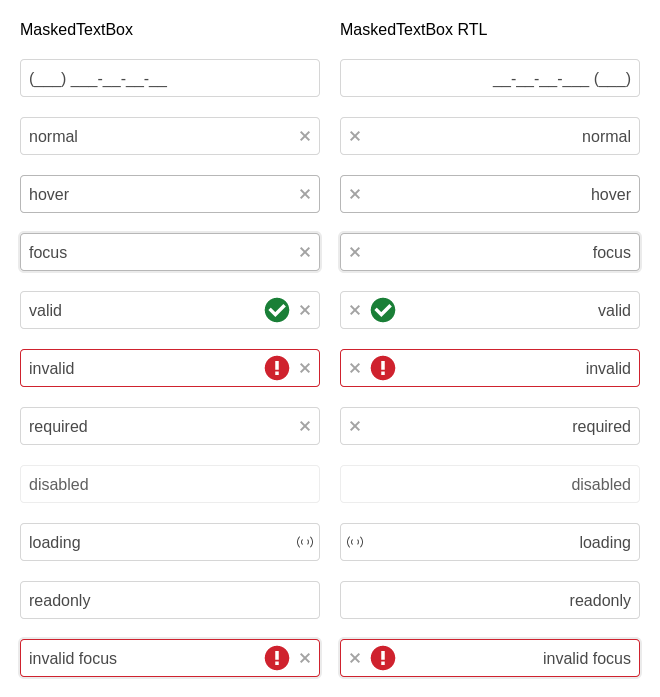 MaskedTextBox
MaskedTextBox RTL
(___) ___-__-__-__
__-__-__-___ (___)
normal
normal
hover
hover
focus
focus
valid
valid
invalid
invalid
required
required
disabled
disabled
loading
loading
readonly
readonly
invalid focus
invalid focus